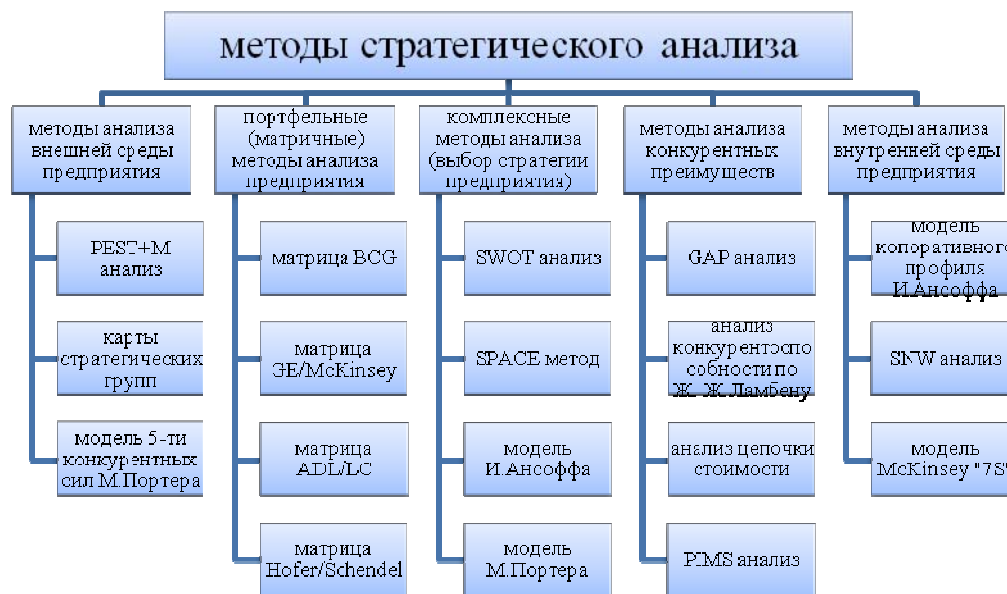 методы стратегического анализа
методы анализа
внешней среды
предприятия
портфельные
(матричные)
методы анализа
предприятия
комплексные
методы анализа
(выбор стратегии
предприятия)
методы анализа
конкурентных
преимуществ
методы анализа
внутренней среды
предприятия
PEST+M
анализ
карты
стратегических
групп
модель 5-ти
конкурентных
сил М.Портера
матрица BCG
матрица
GE/McKinsey
матрица
ADL/LC
матрица
Hofer/Schendel
SWOT анализ
SPACE метод
модель
И.Ансоффа
модель
М.Портера
GAP анализ
анализ
конкурентоспо
собности по
Ж. Ж.Ламбену
анализ цепочки
стоимости
PIMS анализ
модель
копоративного
профиля
И.Ансоффа
SNW анализ
модель
McKinsey "7S"